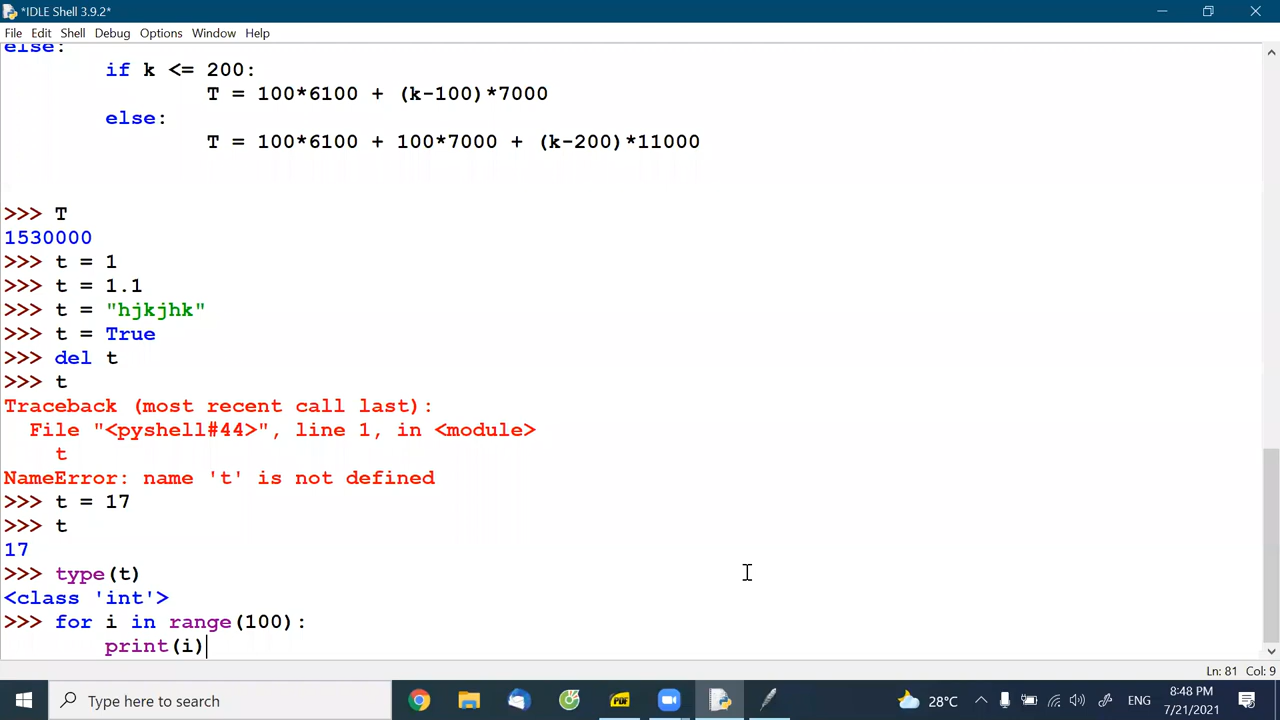 *IDLE Shell 3.9.2*
File Edit Shell Debug Options Window Help
else:
        if k <= 200:
                T = 100*6100 + (k-100)*7000
        else:
                T = 100*6100 + 100*7000 + (k-200)*11000
>>> T
1530000
>>> t = 1
>>> t = 1.1
>>> t = "hjkjhk"
>>> t = True
>>> del t
>>> t
Traceback (most recent call last):
  File "<pyshell#44>", line 1, in <module>
    t
NameError: name 't' is not defined
>>> t = 17
>>> t
17
>>> type(t)
<class 'int'>
>>> for i in range(100):
        print(i)
Ln: 81 Col: 9
Type here to search
PDF
28°C
ENG
8:48 PM
7/21/2021